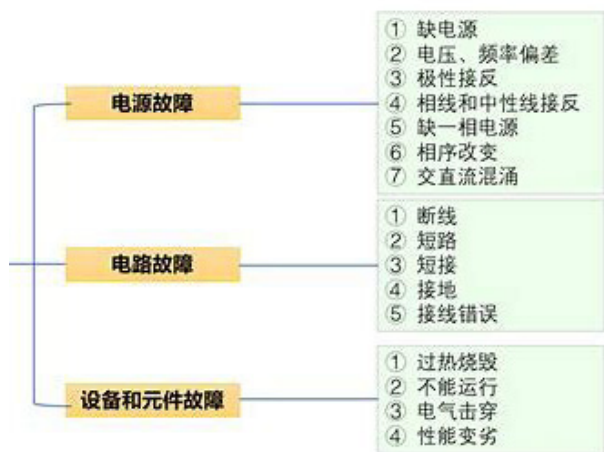 电源故障
① 缺电源
② 电压、频率偏差
③ 极性接反
④ 相线和中性线接反
⑤ 缺一相电源
⑥ 相序改变
⑦ 交直流混涌
电路故障
① 断线
② 短路
③ 短接
④ 接地
⑤ 接线错误
设备和元件故障
① 过热烧毁
② 不能运行
③ 电气击穿
④ 性能变劣